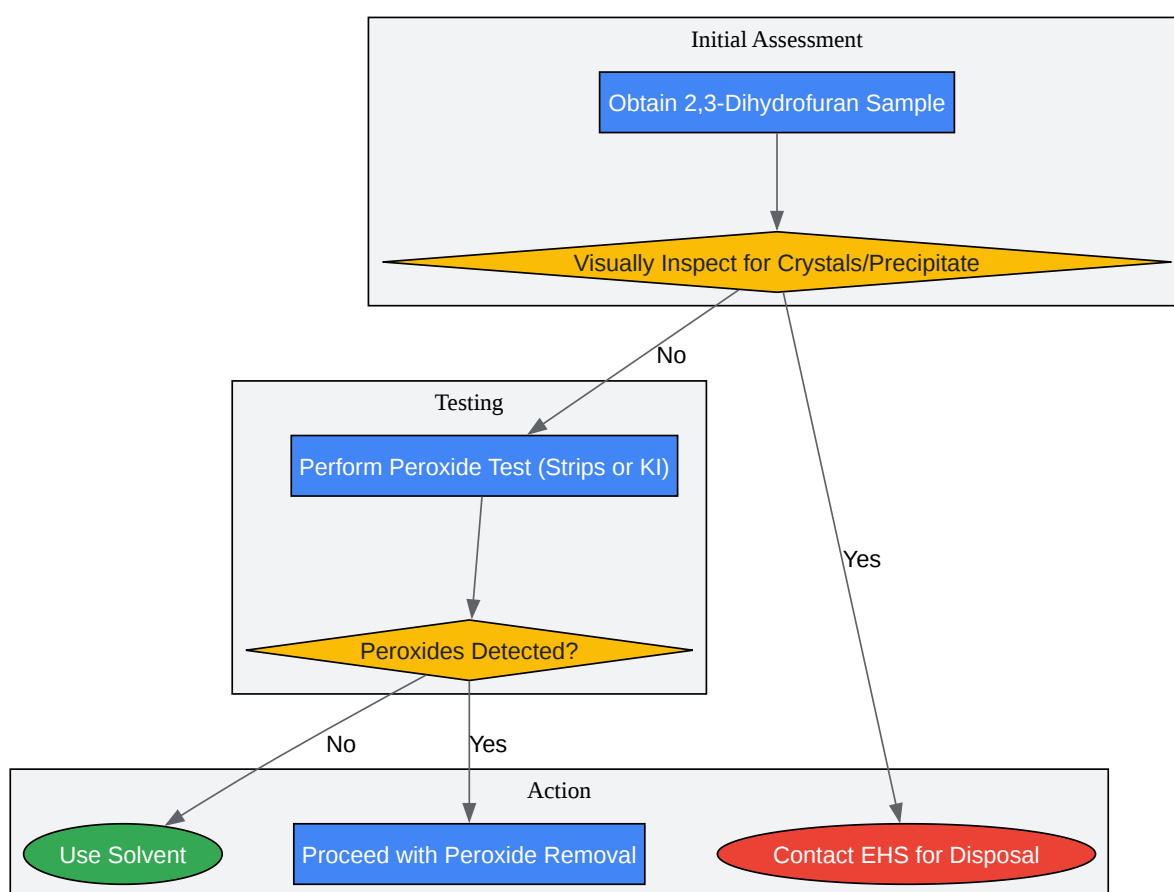 Initial Assessment
Obtain 2,3-Dihydrofuran Sample
Visually Inspect for Crystals/Precipitate
No
Testing
Perform Peroxide Test (Strips or KI)
Yes
Peroxides Detected?
No
Yes
Action
Use Solvent
Proceed with Peroxide Removal
Contact EHS for Disposal